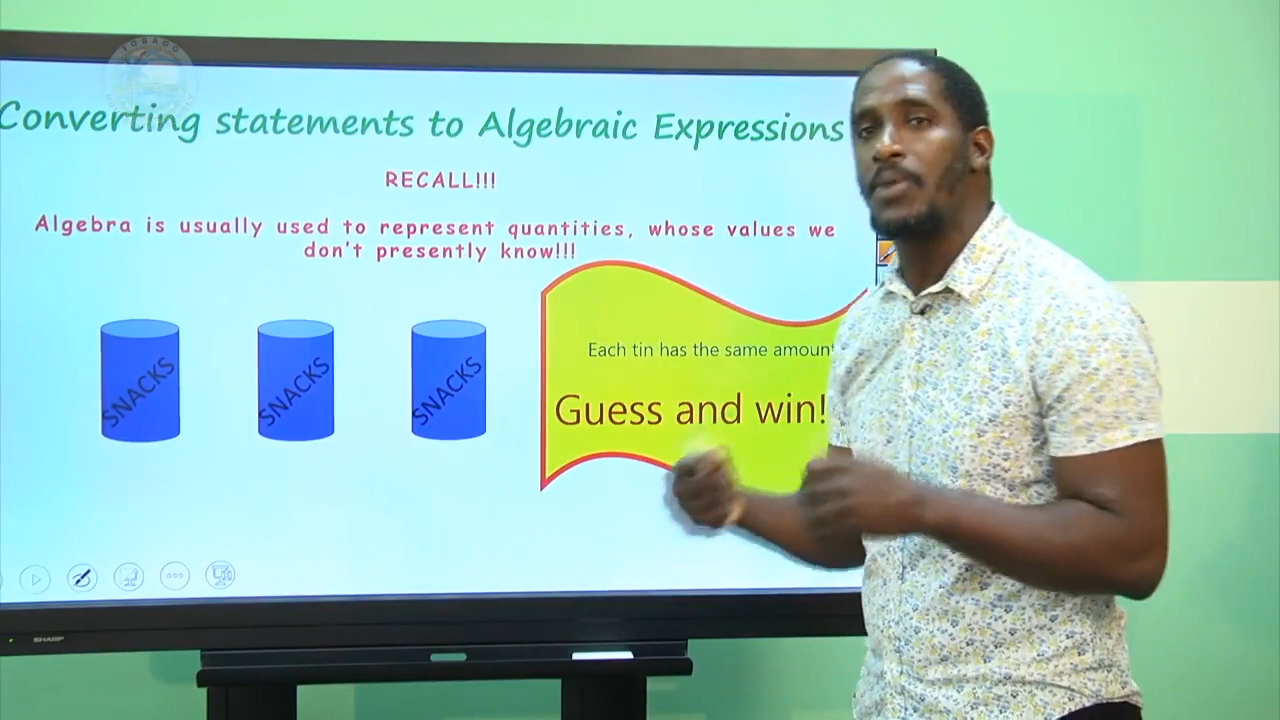 TOBAGO
Converting statements to Algebraic Expressions
RECALL!!!
Algebra is usually used to represent quantities, whose values we
don't presently know!!!
Each tin has the same amount
Guess and win!
SNACKS
SNACKS
SNACKS
SHARP